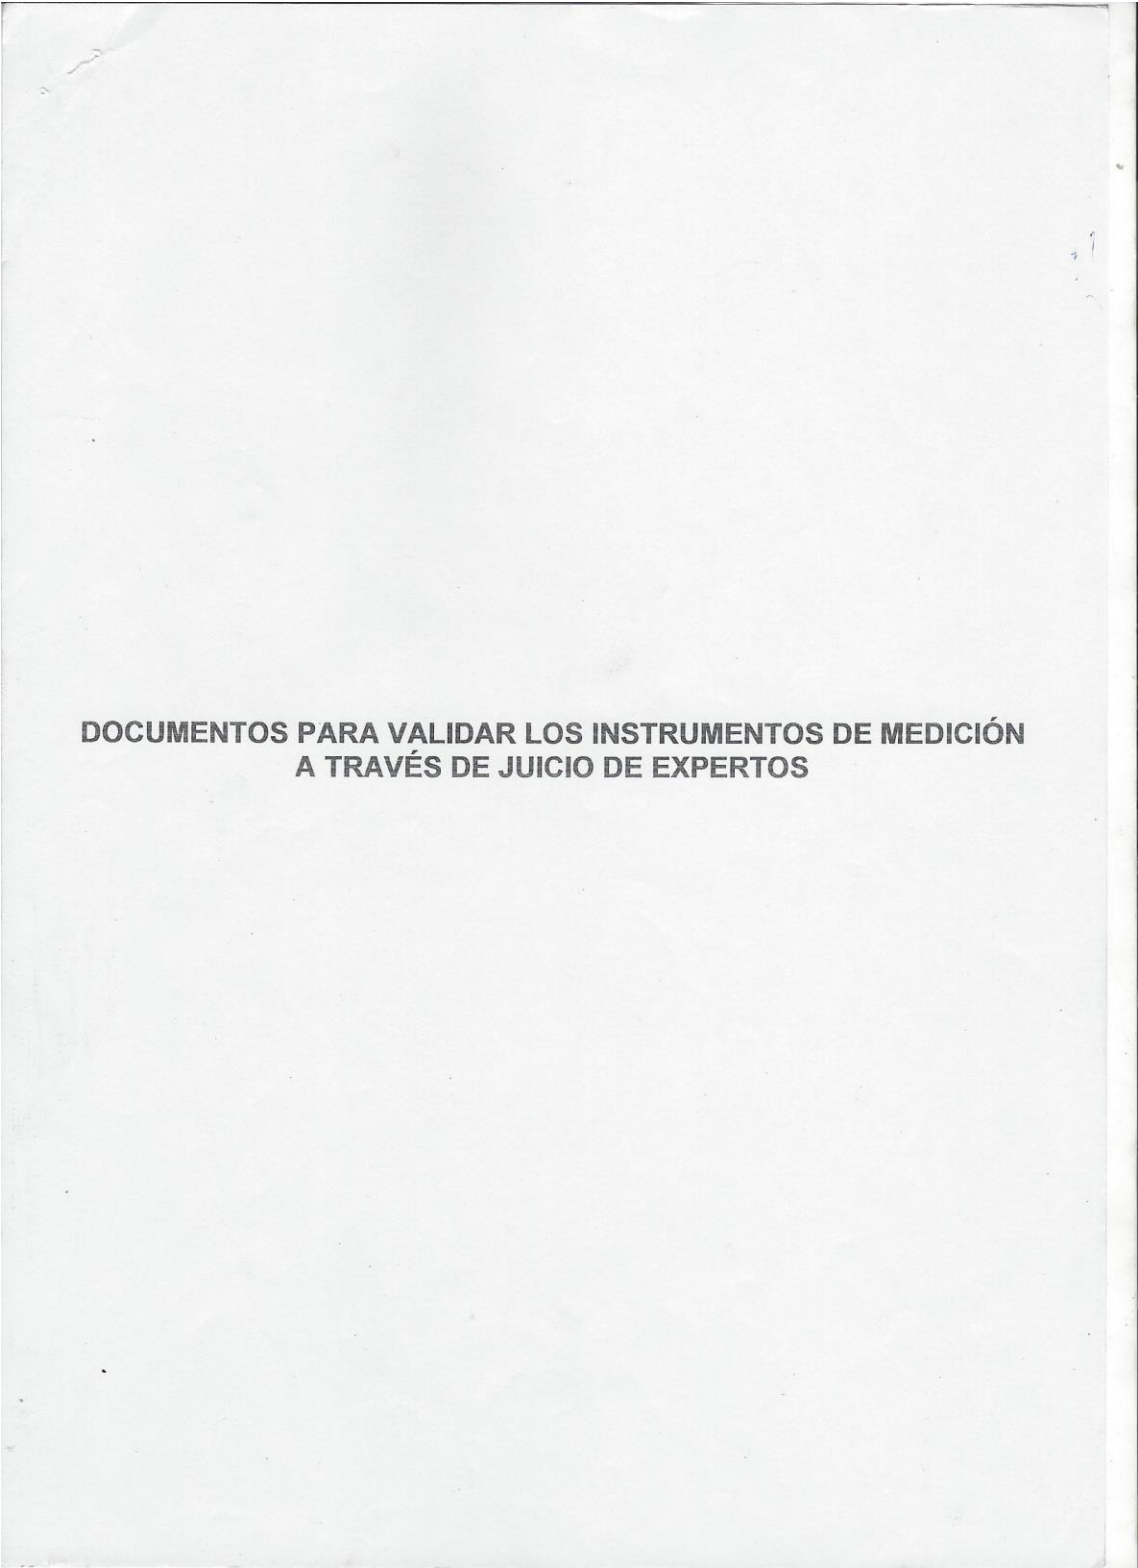 DOCUMENTOS PARA VALIDAR LOS INSTRUMENTOS DE MEDICIÓN
A TRAVÉS DE JUICIO DE EXPERTOS